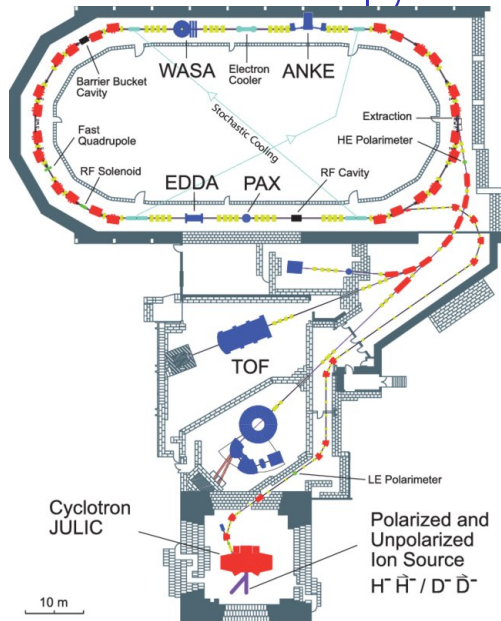 Barrier Bucket
Cavity
WASA
Electron
Cooler
ANKE
Extraction
Fast
Quadrupole
Stochastic Cooling
HE Polarimeter
RF Solenoid
EDDA
PAX
RF Cavity
TOF
LE Polarimeter
Cyclotron
JULIC
Polarized and
Unpolarized
Ion Source
H⁻ H⃗⁻ / D⁻ D⃗⁻
10 m